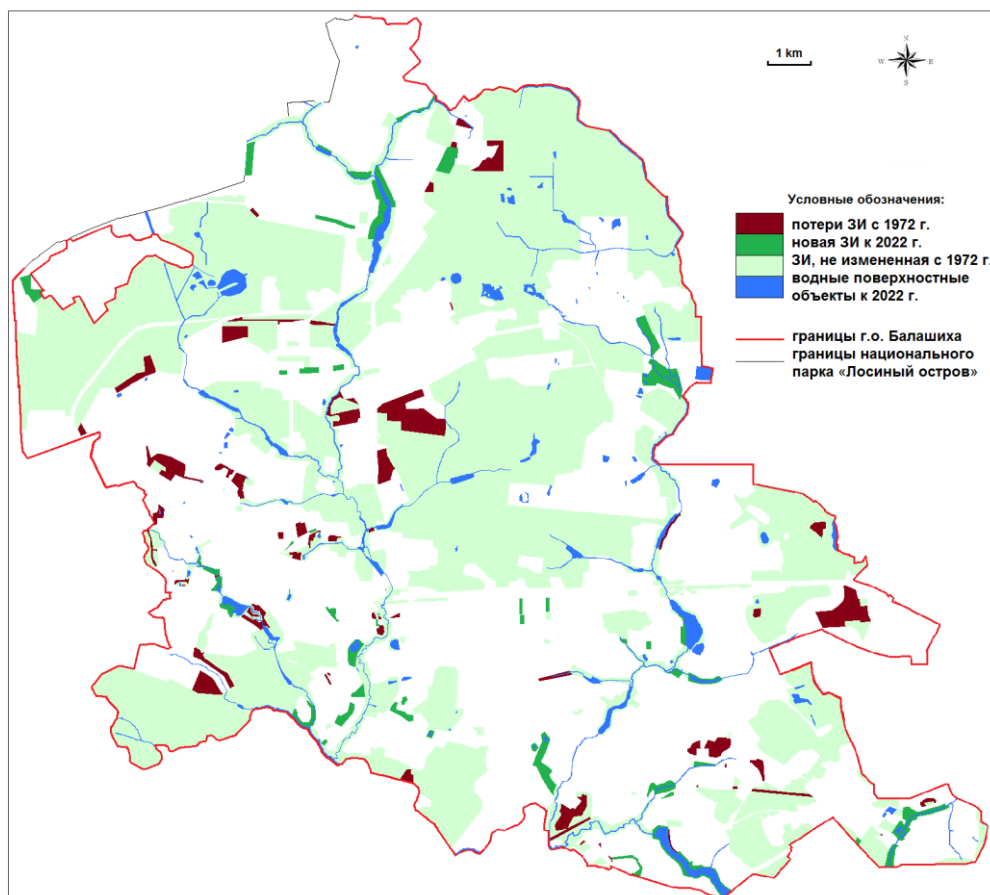 1 km
N
W E
S
Условные обозначения:
потери ЗИ с 1972 г.
новая ЗИ к 2022 г.
ЗИ, не измененная с 1972 г.
водные поверхностные
объекты к 2022 г.
границы г.о. Балашиха
границы национального
парка «Лосиный остров»